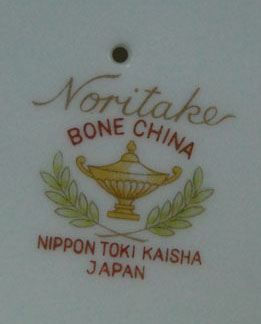 Noritake
BONE CHINA
NIPPON TOKI KAISHA
JAPAN